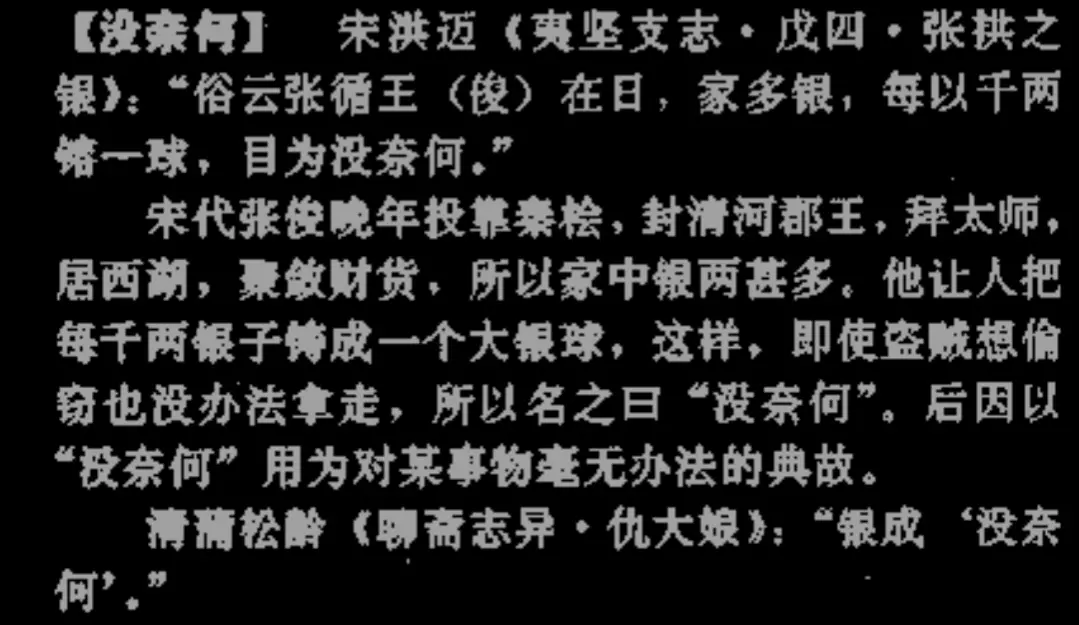 【没奈何】 宋洪迈《夷坚支志·戊四·张拱之
银》：“俗云张循王（俊）在日，家多银，每以千两
镕一球，目为没奈何。”
宋代张俊晚年投靠秦桧，封清河郡王，拜太师，
居西湖，聚敛财货，所以家中银两甚多。他让人把
每千两银子铸成一个大银球，这样，即使盗贼想偷
窃也没办法拿走，所以名之曰“没奈何”。后因以
“没奈何”用为对某事物毫无办法的典故。
清蒲松龄《聊斋志异·仇大娘》：“银成‘没奈
何’。”